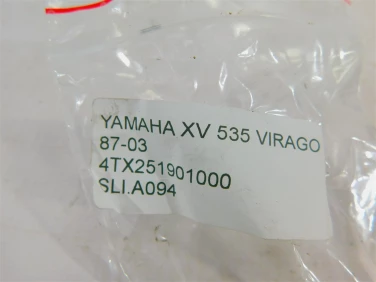 YAMAHA XV 535 VIRAGO
87-03
4TX251901000
SLI.A094